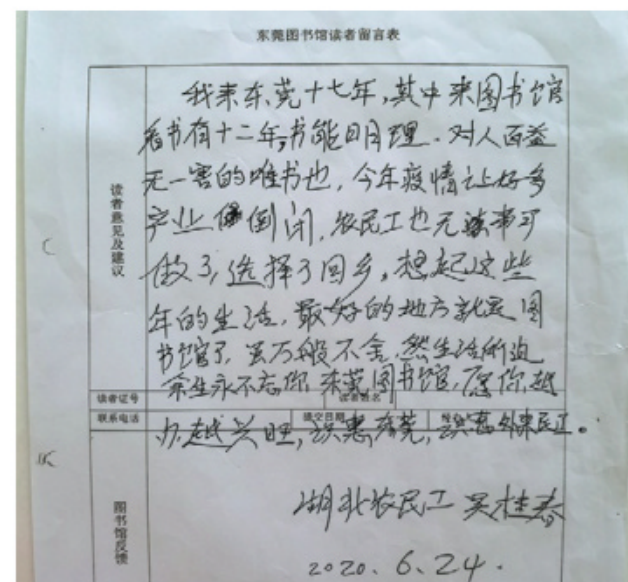 东莞图书馆读者留言表
读者意见及建议
我来东莞十七年,其中来图书馆
看书有十二年,书能明理.对人百益
无一害的唯书也,今年疫情让好多
产业倒闭,农民工也无事可
做了,选择了回乡,想起这些
年的生活,最好的地方就是图
书馆了,虽万般不舍,然生活所迫
余生永不忘你,东莞图书馆,愿你越
办越兴旺,识惠东莞,识惠外来民工。
读者证号
读者姓名
联系电话
提交日期
图书馆反馈
湖北农民工 吴桂春
2020.6.24.